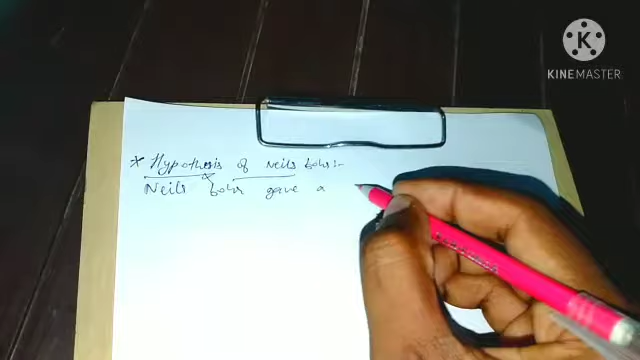 * Hypothesis of Neils bohr :-
Neils bohr gave a
K
KINEMASTER